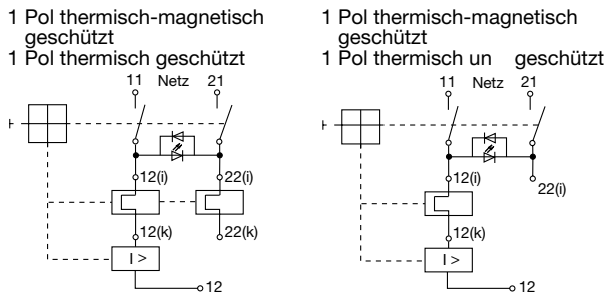 1 Pol thermisch-magnetisch
geschützt
1 Pol thermisch geschützt
11 Netz 21
12(i) 22(i)
12(k) 22(k)
I >
12
1 Pol thermisch-magnetisch
geschützt
1 Pol thermisch un geschützt
11 Netz 21
12(i)
22(i)
12(k)
I >
12